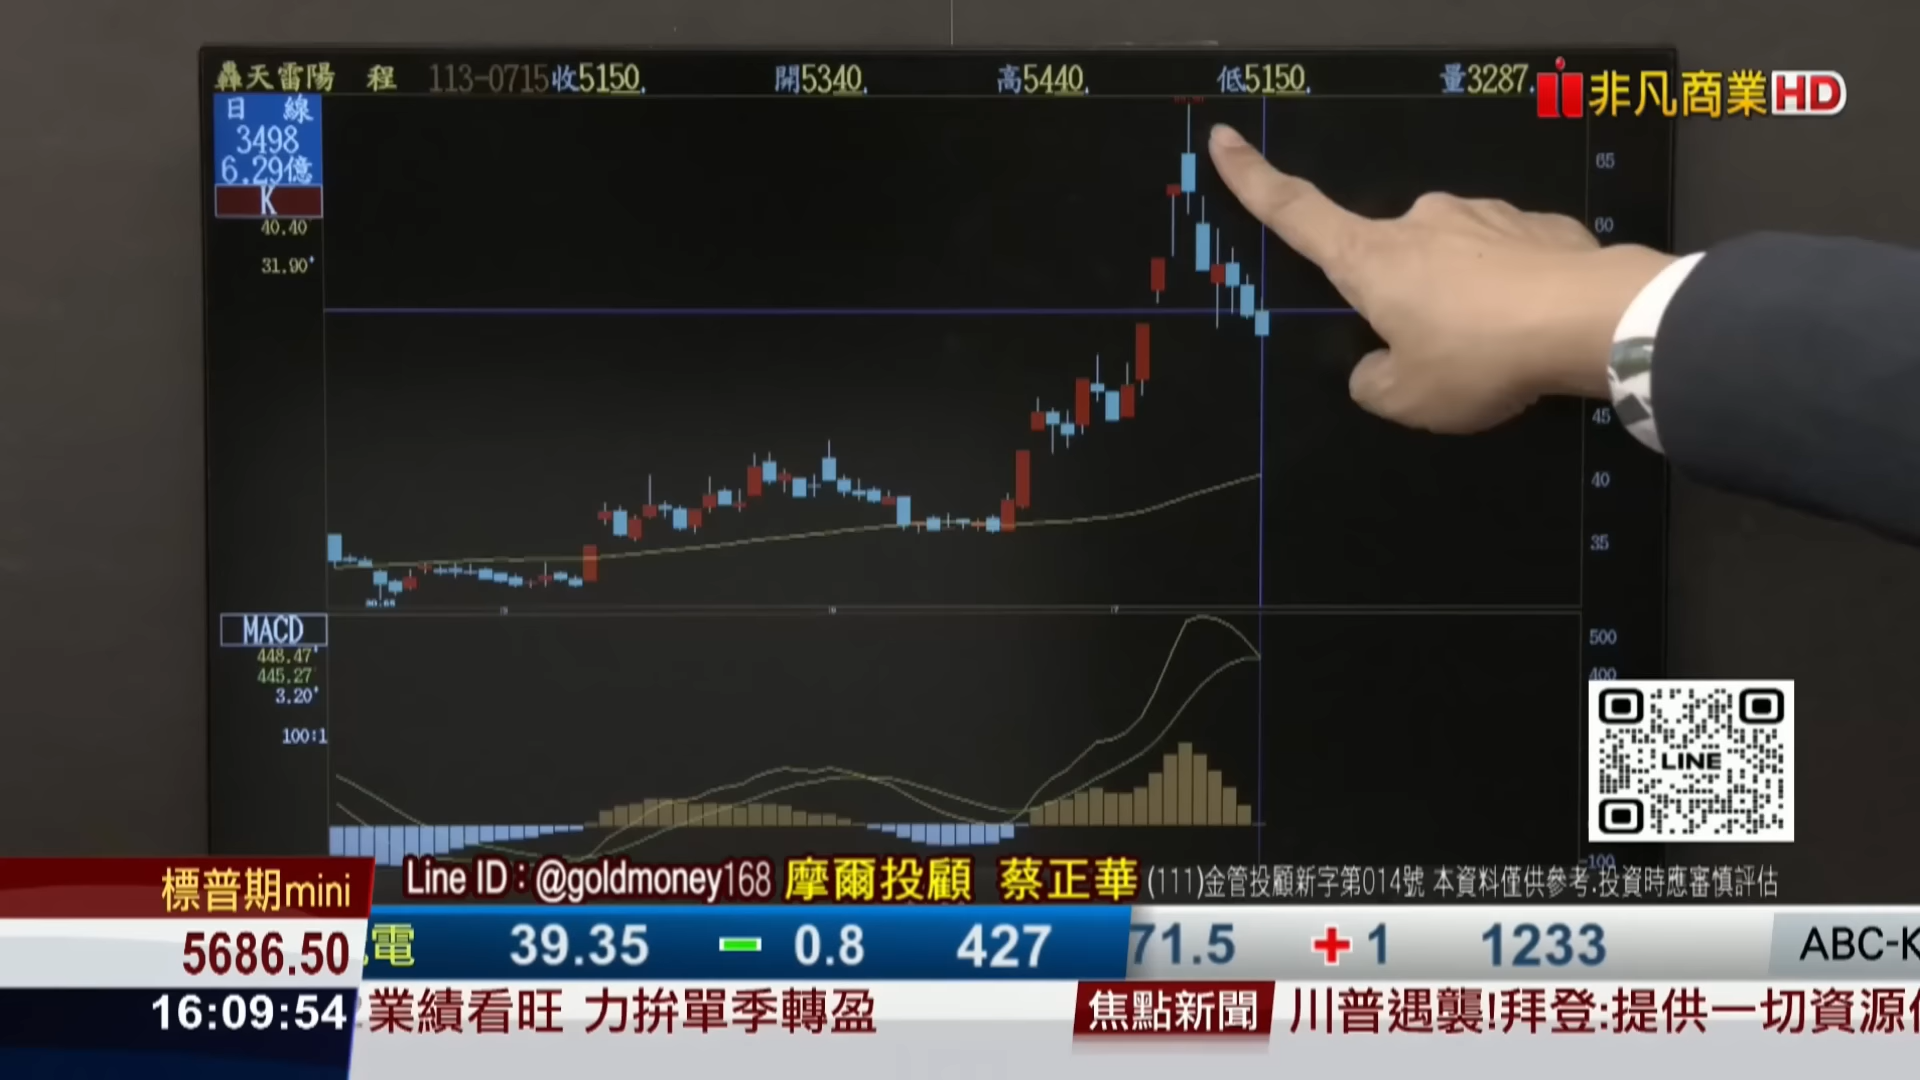 轟天雷陽 程 113-0715 收5150. 開5340. 高5440. 低5150. 量3287.
非凡商業HD
日 線
3498
6.29億
K
40.40
31.90
65
60
45
40
35
30.65
MACD
448.47
445.27
3.20
100:1
500
400
-100
LINE
標普期mini
Line ID:@goldmoney168 摩爾投顧 蔡正華 (111)金管投顧新字第014號 本資料僅供參考.投資時應審慎評估
5686.50
電 39.35 0.8 427 71.5 1 1233 ABC-K
16:09:54
業績看旺 力拚單季轉盈 焦點新聞 川普遇襲!拜登:提供一切資源